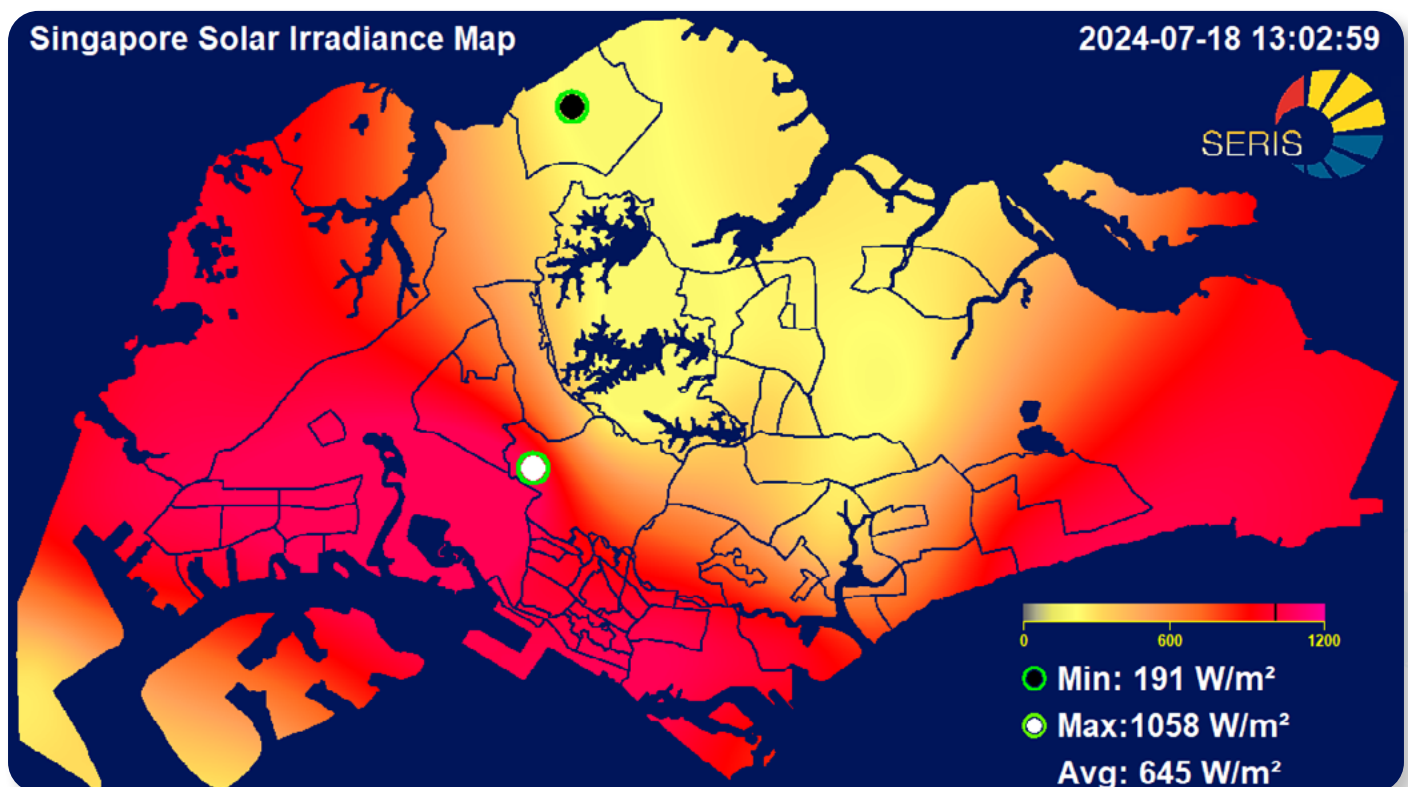 Singapore Solar Irradiance Map
2024-07-18 13:02:59
SERIS
0 600 1200
Min: 191 W/m²
Max:1058 W/m²
Avg: 645 W/m²